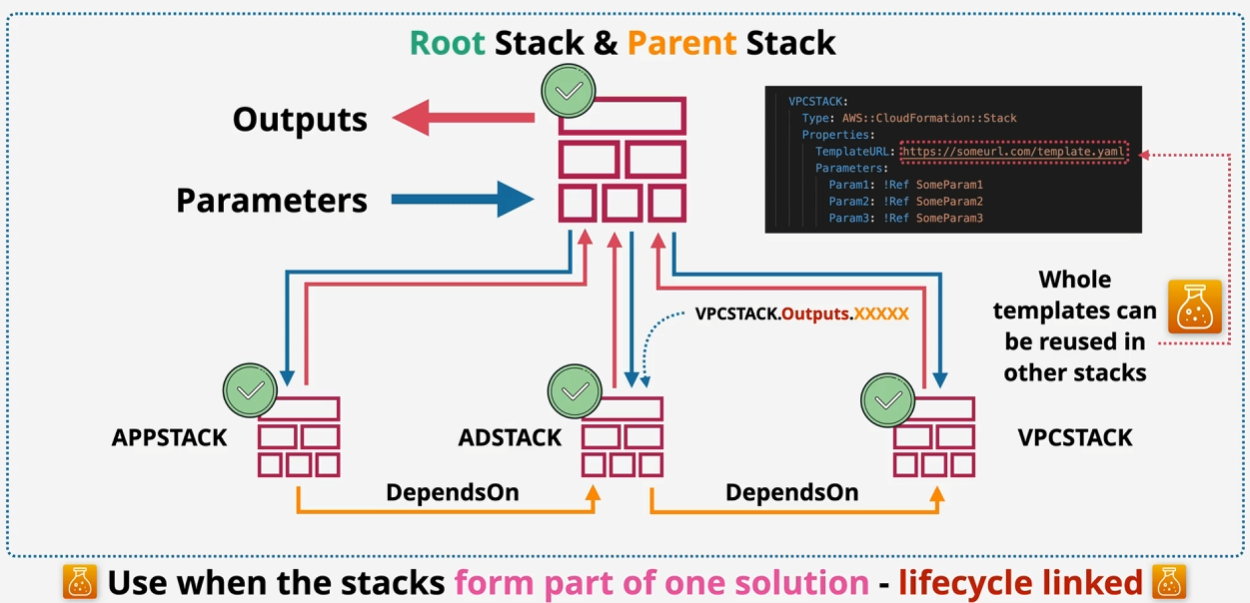 Root Stack & Parent Stack
Outputs
Parameters
VPCSTACK:
Type: AWS::CloudFormation::Stack
Properties:
TemplateURL: https://someurl.com/template.yaml
Parameters:
Param1: !Ref SomeParam1
Param2: !Ref SomeParam2
Param3: !Ref SomeParam3
Whole
templates can
be reused in
other stacks
VPCSTACK.Outputs.XXXXX
APPSTACK
ADSTACK
VPCSTACK
DependsOn
DependsOn
Use when the stacks form part of one solution - lifecycle linked